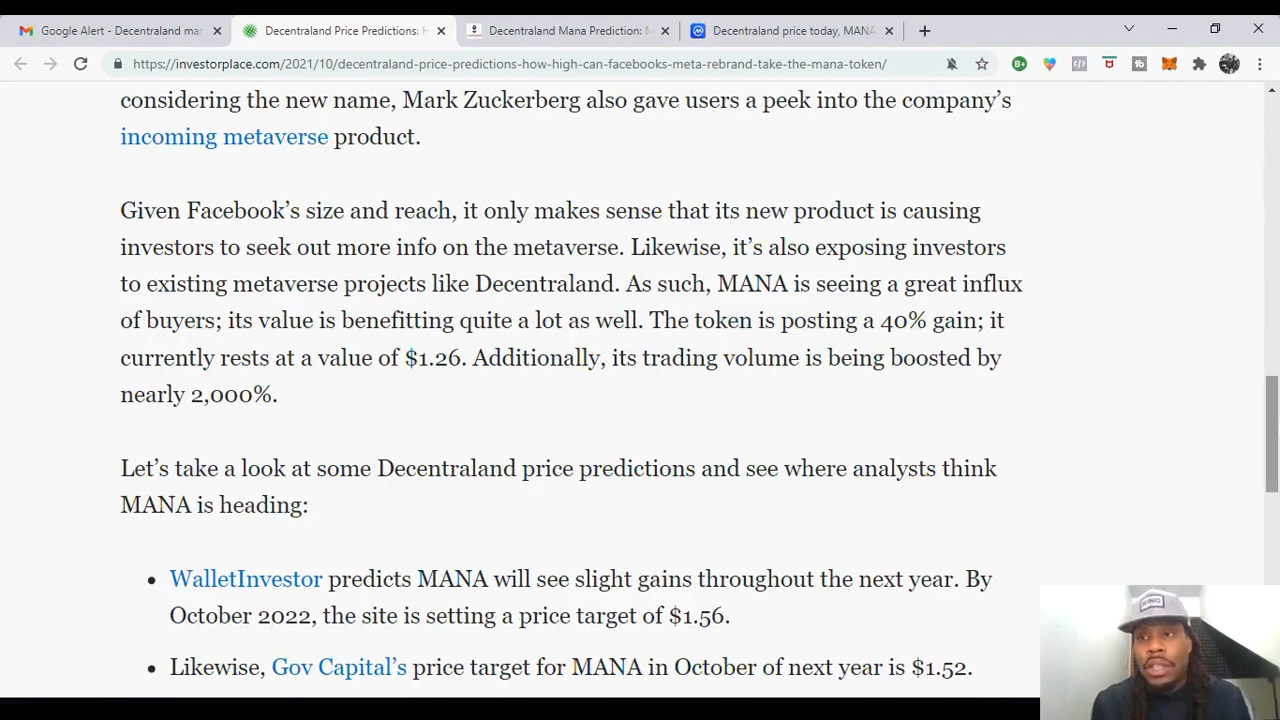 Google Alert - Decentraland mar
Decentraland Price Predictions: H
Decentraland Mana Prediction: M
Decentraland price today, MANA
https://investorplace.com/2021/10/decentraland-price-predictions-how-high-can-facebooks-meta-rebrand-take-the-mana-token/
considering the new name, Mark Zuckerberg also gave users a peek into the company’s
incoming metaverse product.
Given Facebook’s size and reach, it only makes sense that its new product is causing
investors to seek out more info on the metaverse. Likewise, it’s also exposing investors
to existing metaverse projects like Decentraland. As such, MANA is seeing a great influx
of buyers; its value is benefitting quite a lot as well. The token is posting a 40% gain; it
currently rests at a value of $1.26. Additionally, its trading volume is being boosted by
nearly 2,000%.
Let’s take a look at some Decentraland price predictions and see where analysts think
MANA is heading:
• WalletInvestor predicts MANA will see slight gains throughout the next year. By
October 2022, the site is setting a price target of $1.56.
• Likewise, Gov Capital’s price target for MANA in October of next year is $1.52.
KING